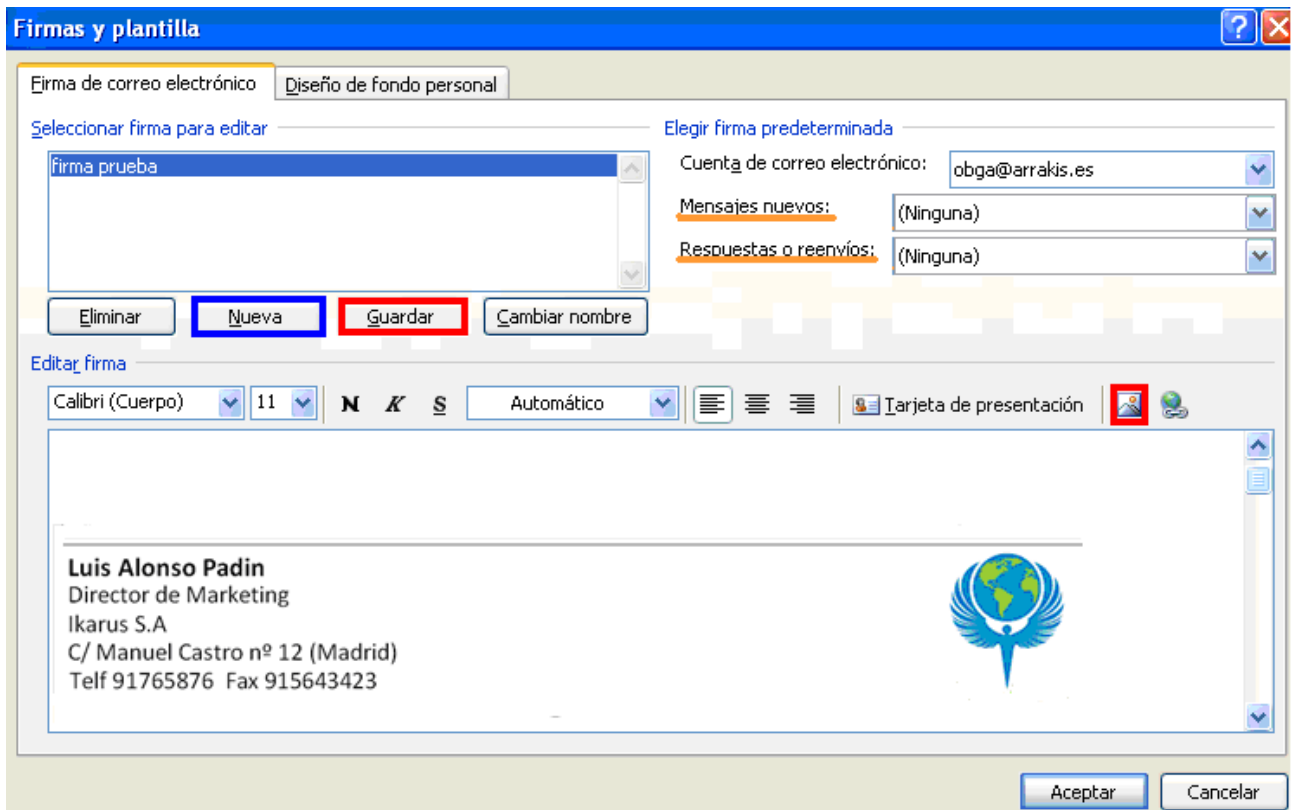 Firmas y plantilla
Firma de correo electrónico
Diseño de fondo personal
Seleccionar firma para editar
firma prueba
Eliminar
Nueva
Guardar
Cambiar nombre
Elegir firma predeterminada
Cuenta de correo electrónico: obga@arrakis.es
Mensajes nuevos: (Ninguna)
Respuestas o reenvíos: (Ninguna)
Editar firma
Calibri (Cuerpo) 11 N K S Automático Tarjeta de presentación
Luis Alonso Padin
Director de Marketing
Ikarus S.A
C/ Manuel Castro nº 12 (Madrid)
Telf 91765876 Fax 915643423
Aceptar
Cancelar